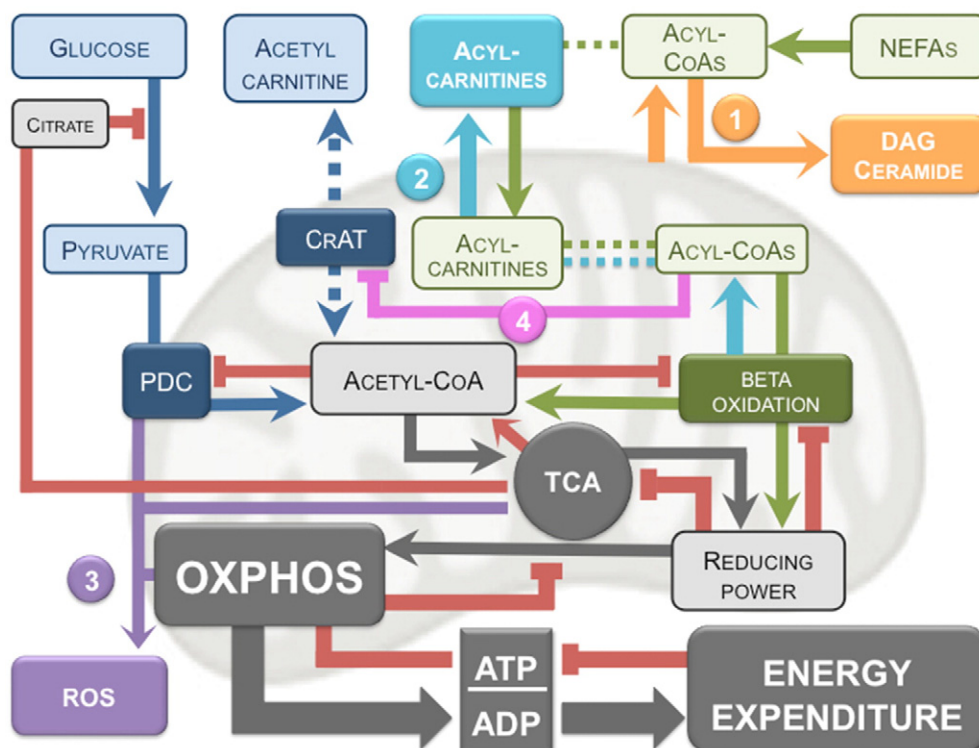 GLUCOSE
ACETYL
CARNITINE
ACYL-
CARNITINES
ACYL-
COAS
NEFAS
CITRATE
1
DAG
CERAMIDE
2
PYRUVATE
CRAT
ACYL-
CARNITINES
ACYL-COAS
4
PDC
ACETYL-COA
BETA
OXIDATION
TCA
OXPHOS
REDUCING
POWER
3
ROS
ATP
ADP
ENERGY
EXPENDITURE